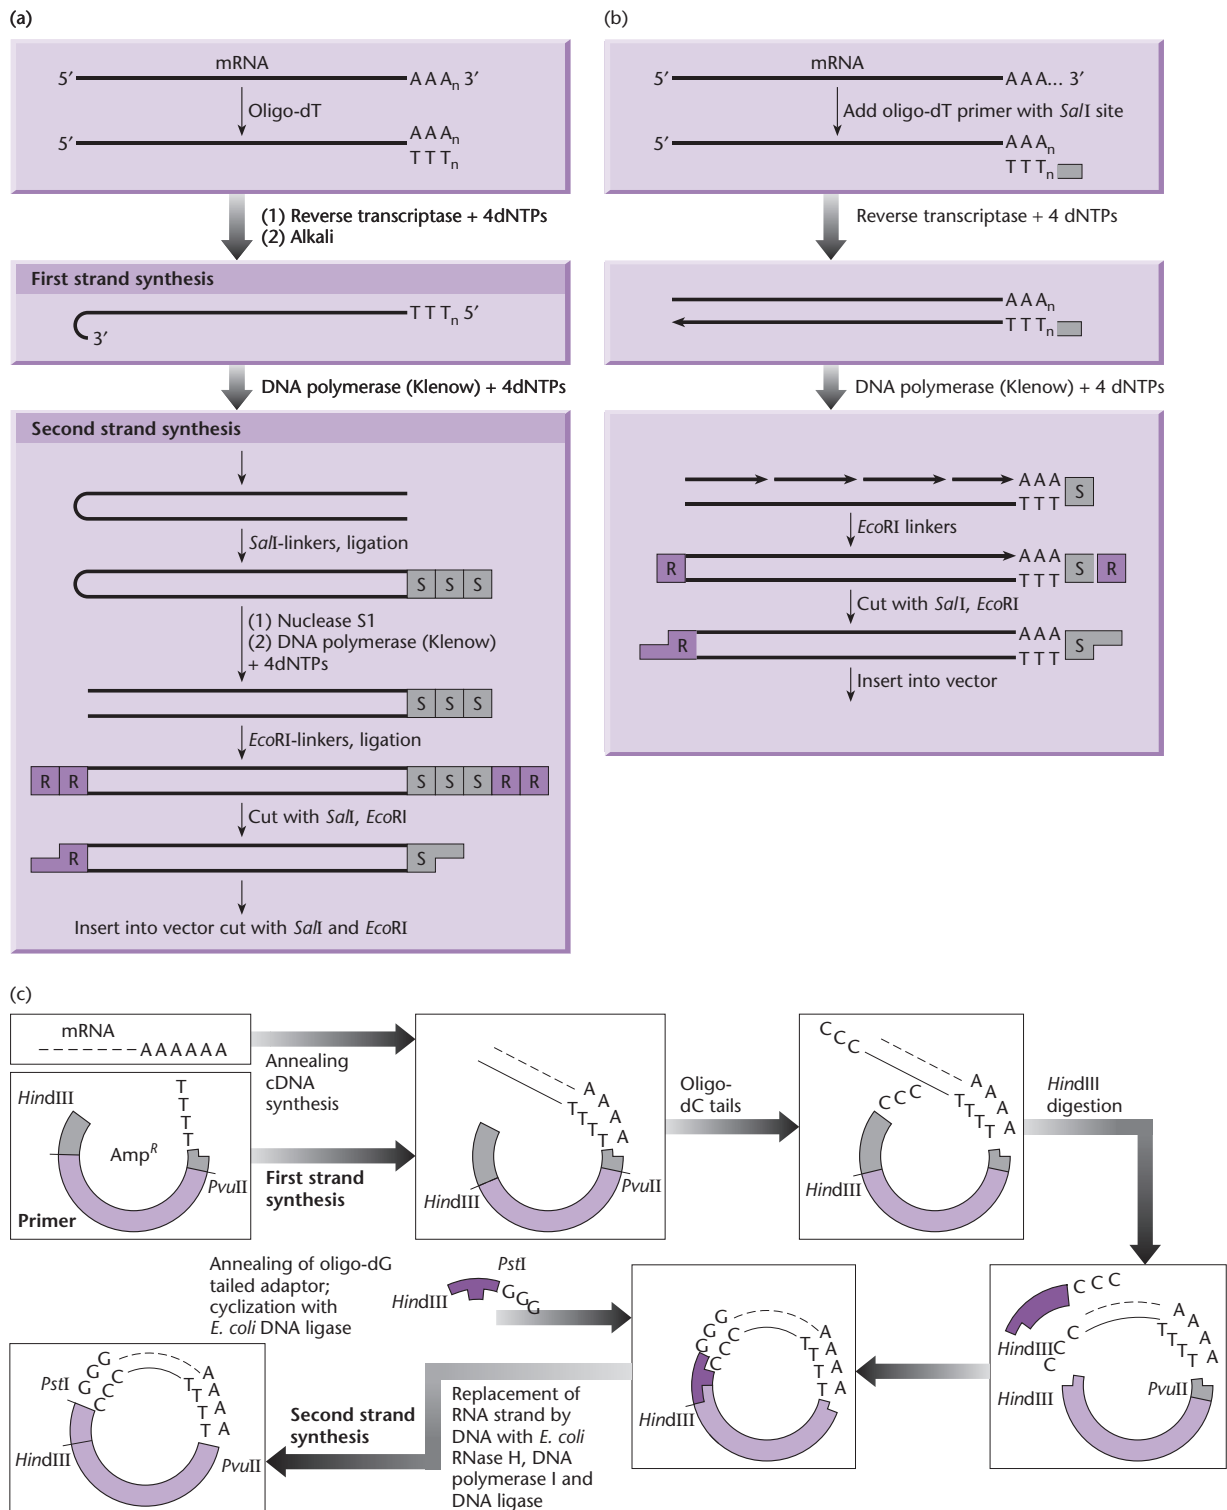 (a)
mRNA
5′ AAAn 3′
Oligo-dT
5′ AAAn
TTTn
(1) Reverse transcriptase + 4dNTPs
(2) Alkali
First strand synthesis
TTTn 5′
3′
DNA polymerase (Klenow) + 4dNTPs
Second strand synthesis
SalI-linkers, ligation
S S S
(1) Nuclease S1
(2) DNA polymerase (Klenow)
+ 4dNTPs
S S S
EcoRI-linkers, ligation
R R S S S R R
Cut with SalI, EcoRI
R S
Insert into vector cut with SalI and EcoRI
(b)
mRNA
5′ AAA... 3′
Add oligo-dT primer with SalI site
5′ AAAn
TTTn
Reverse transcriptase + 4 dNTPs
AAAn
TTTn
DNA polymerase (Klenow) + 4 dNTPs
AAA
TTT S
EcoRI linkers
R AAA S R
TTT
Cut with SalI, EcoRI
R AAA S
TTT
Insert into vector
(c)
mRNA
AAAAAA
HindIII
T
T
T
T
AmpR
PvuII
Primer
Annealing
cDNA
synthesis
First strand
synthesis
A
A
A
A
T
T
T
T
HindIII
PvuII
Oligo-
dC tails
C
C
C
C C C
A
A
A
A
T
T
T
T
HindIII
HindIII
digestion
C C C
HindIII
C
C
C
A
A
A
A
T
T
T
T
HindIII
PvuII
Annealing of oligo-dG
tailed adaptor;
cyclization with
E. coli DNA ligase
PstI
HindIII
G
G
G
G
G
G
C
C
C
A
A
A
A
T
T
T
T
HindIII
Replacement of
RNA strand by
DNA with E. coli
RNase H, DNA
polymerase I and
DNA ligase
Second strand
synthesis
G
G
G
C
C
C
A
A
A
A
T
T
T
T
PstI
HindIII
PvuII